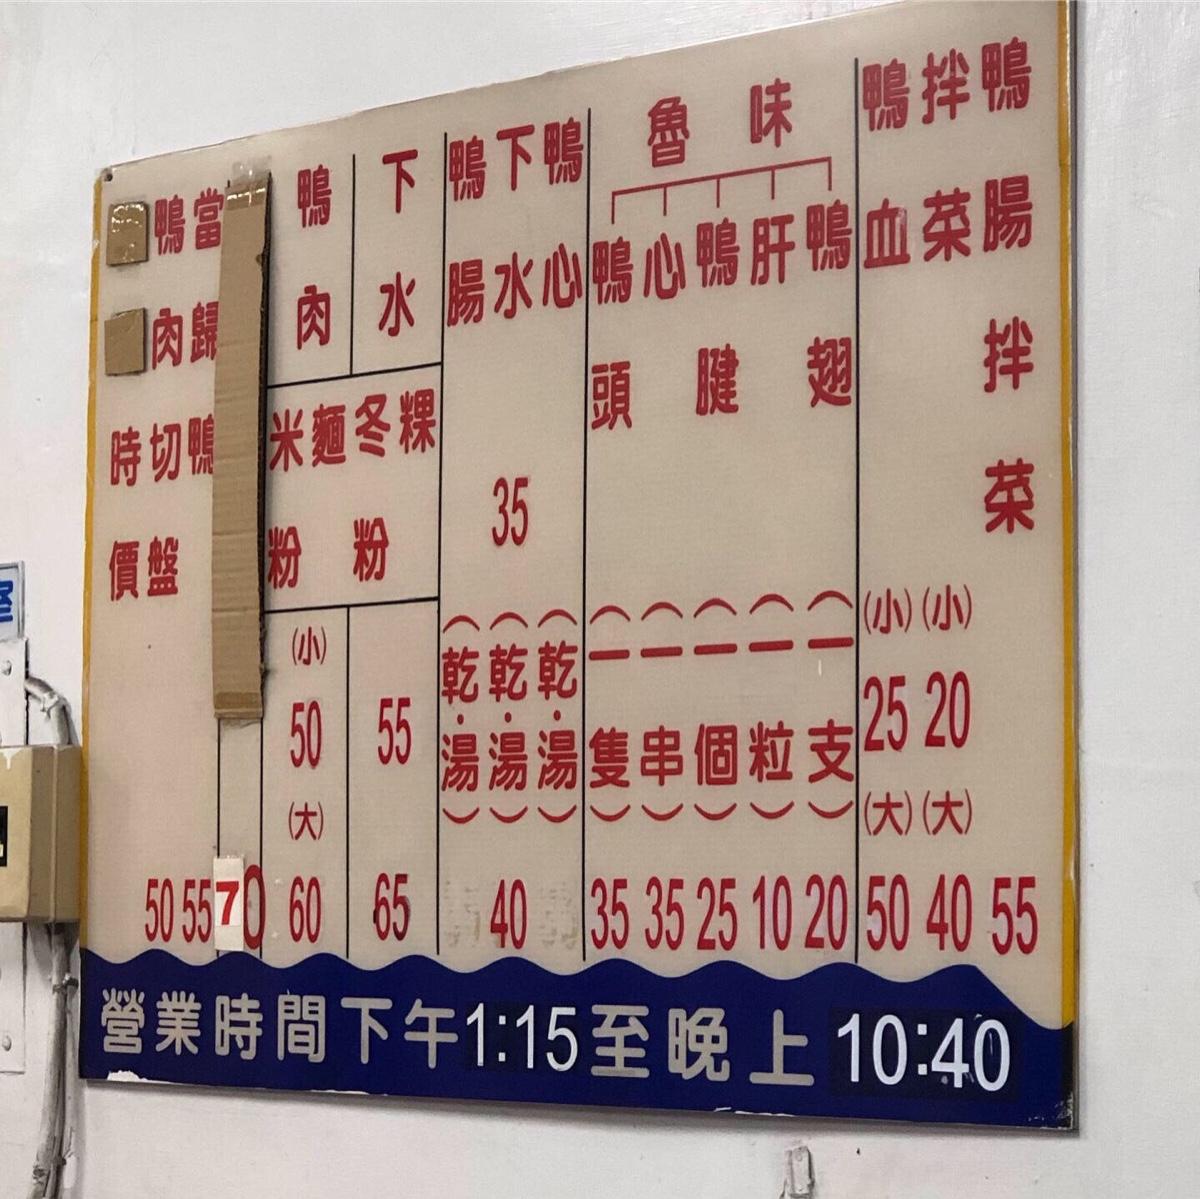 鴨腸拌菜 55
拌菜 (小) 20 (大) 40
鴨血 (小) 25 (大) 50
魯味
鴨翅 (一支) 20
肝 (一粒) 10
鴨腱 (一個) 25
心 (一串) 35
鴨頭 (一隻) 35
鴨心 (乾·湯)
下水 35 (乾·湯) 40
鴨腸 (乾·湯)
下水
鴨肉
粿
冬粉
麵
米粉
55 65
(小) 50 (大) 60
70
當歸鴨 55
鴨肉切盤 50
時價
營業時間下午1:15至晚上10:40